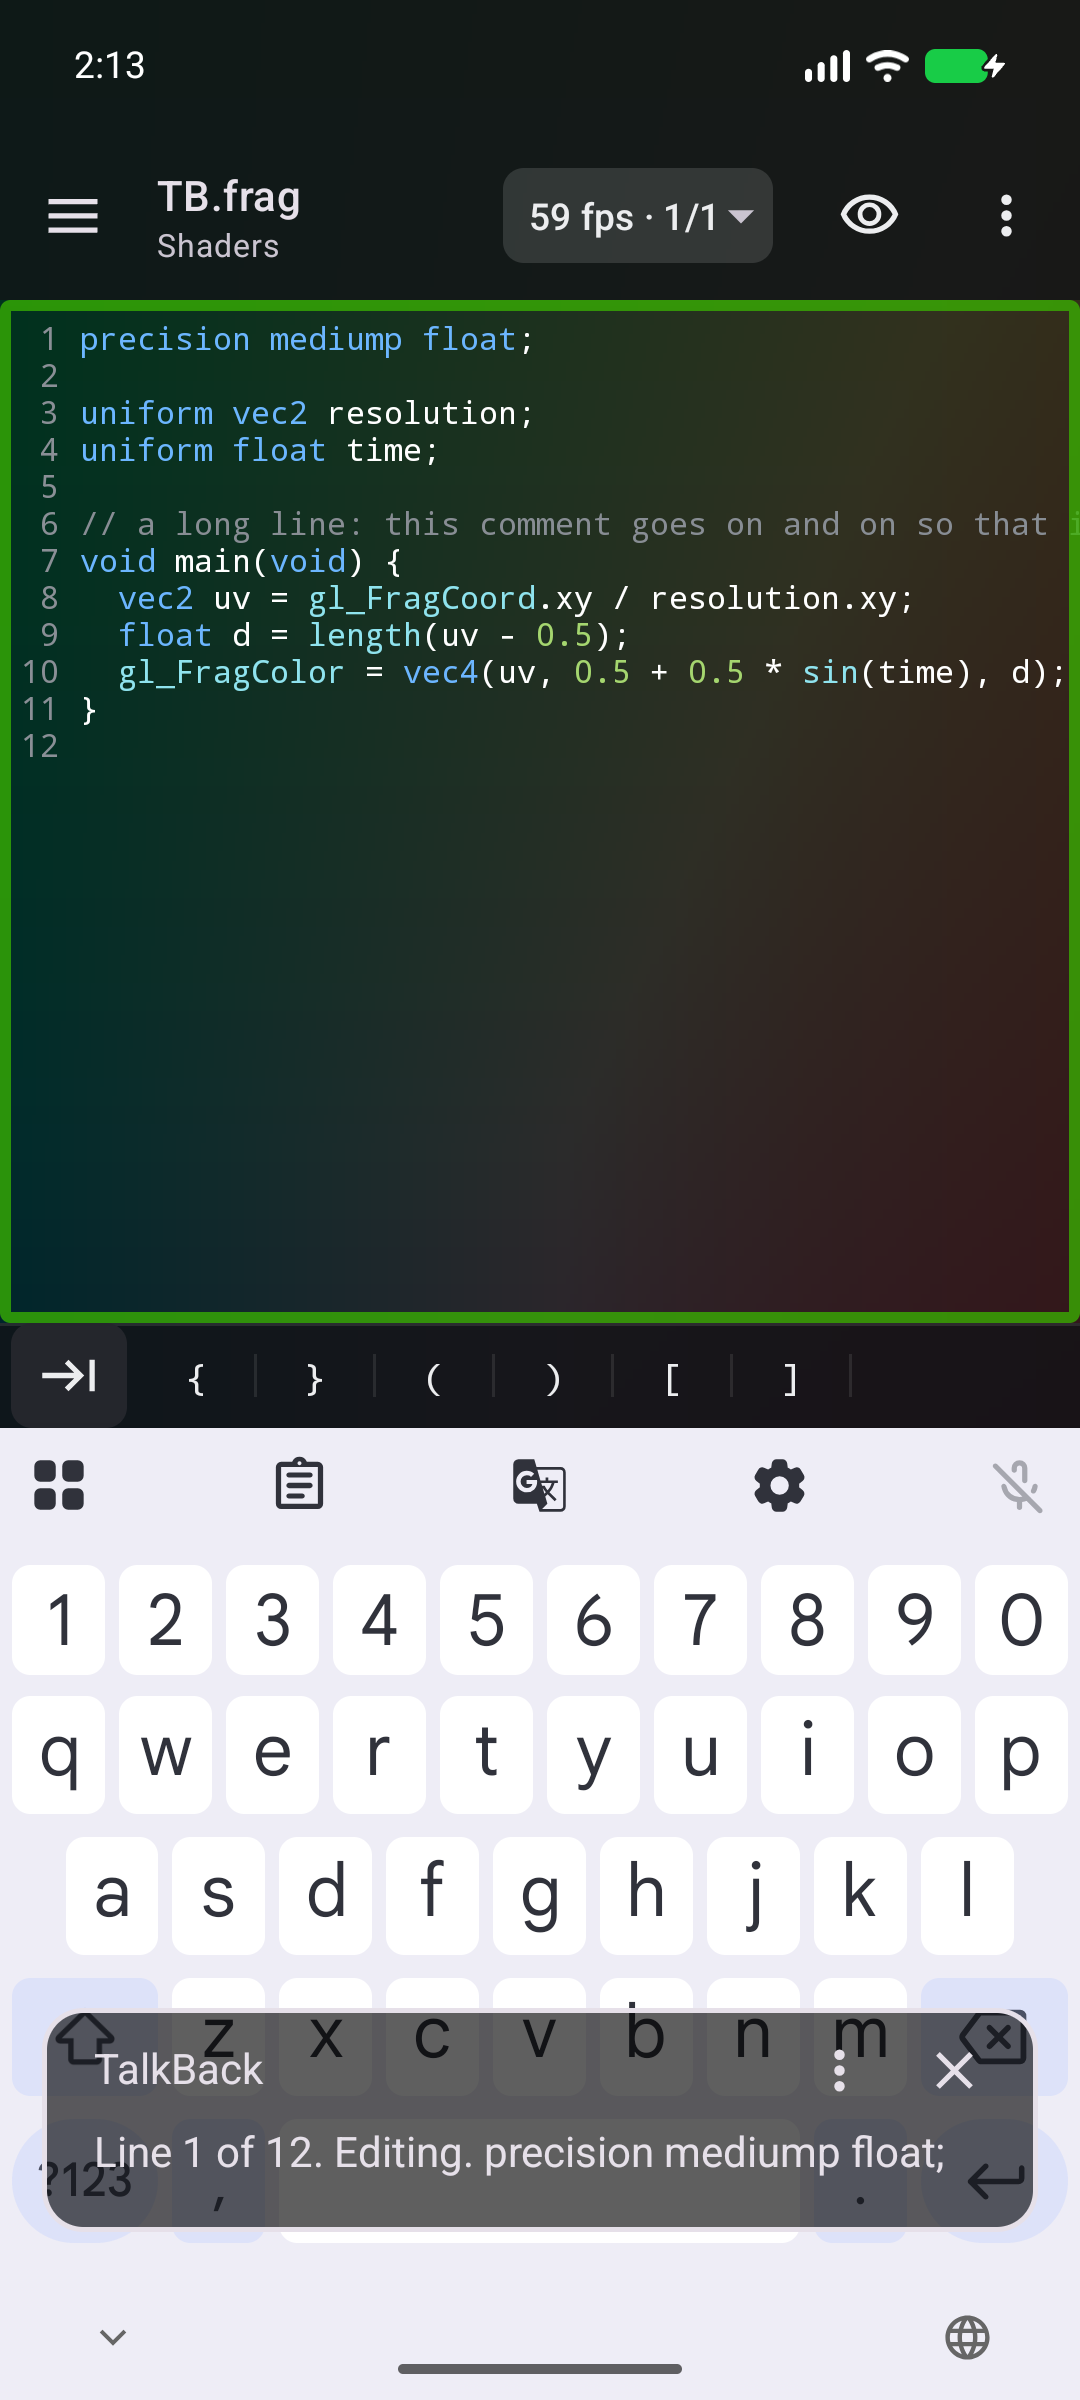 2:13
TB.frag
Shaders
59 fps · 1/1
1 precision mediump float;
2
3 uniform vec2 resolution;
4 uniform float time;
5
6 // a long line: this comment goes on and on so that i
7 void main(void) {
8   vec2 uv = gl_FragCoord.xy / resolution.xy;
9   float d = length(uv - 0.5);
10   gl_FragColor = vec4(uv, 0.5 + 0.5 * sin(time), d);
11 }
12
{ } ( ) [ ]
1 2 3 4 5 6 7 8 9 0
q w e r t y u i o p
a s d f g h j k l
z x c v b n m
TalkBack
Line 1 of 12. Editing. precision mediump float;
?123 , .